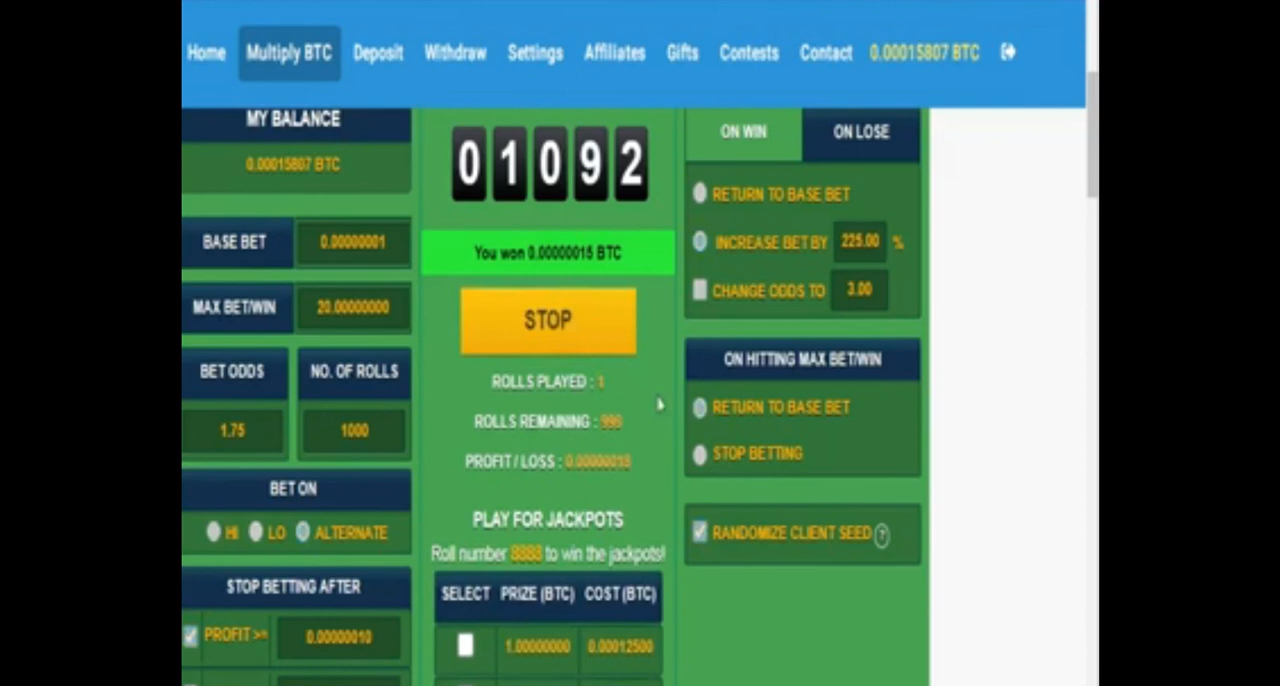 Home Multiply BTC Deposit Withdraw Settings Affiliates Gifts Contests Contact 0.00015807 BTC
MY BALANCE
0.00015807 BTC
BASE BET 0.00000001
MAX BET/WIN 20.00000000
BET ODDS NO. OF ROLLS
1.75 1000
BET ON
HI LO ALTERNATE
STOP BETTING AFTER
PROFIT >= 0.00000010
01092
You won 0.00000015 BTC
STOP
ROLLS PLAYED : 1
ROLLS REMAINING :
PROFIT / LOSS :
PLAY FOR JACKPOTS
Roll number 8888 to win the jackpots!
SELECT PRIZE (BTC) COST (BTC)
1.00000000 0.00012500
ON WIN ON LOSE
RETURN TO BASE BET
INCREASE BET BY 225.00 %
CHANGE ODDS TO 3.00
ON HITTING MAX BET/WIN
RETURN TO BASE BET
STOP BETTING
RANDOMIZE CLIENT SEED ?